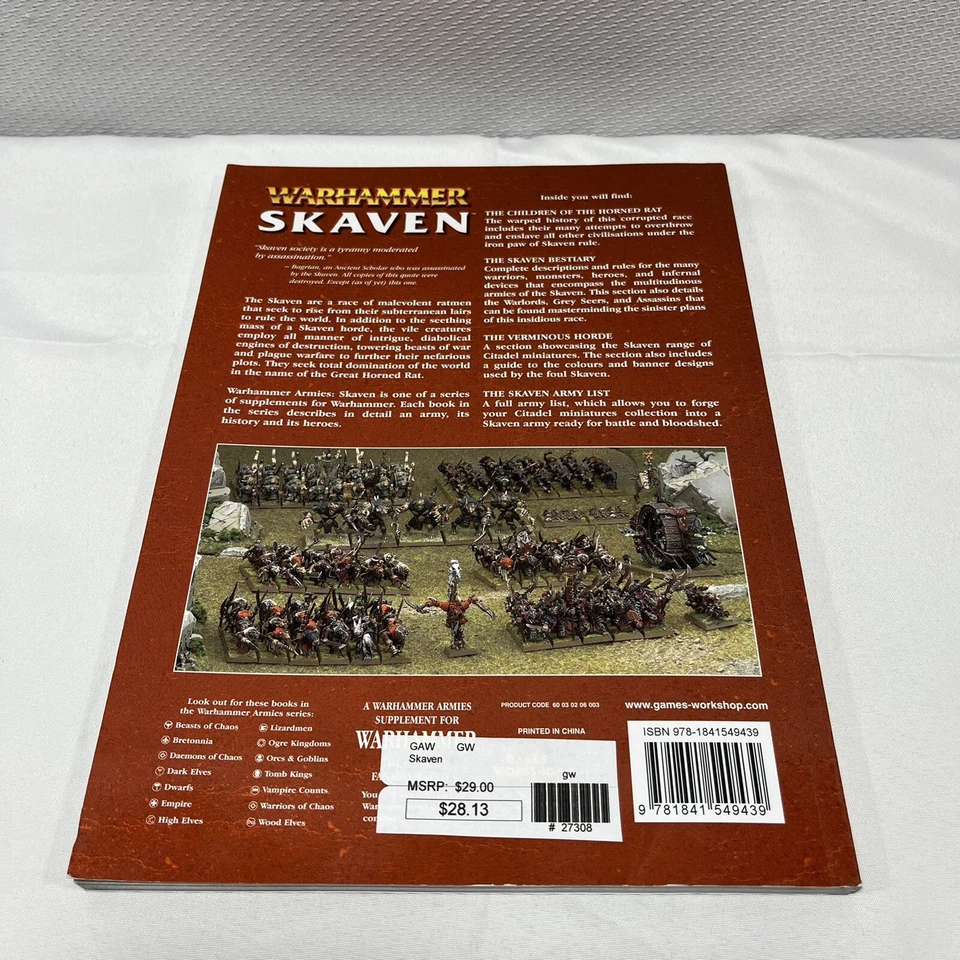 WARHAMMER
SKAVEN
"Skaven society is a tyranny moderated
by assassination."
– Bagrian, an Ancient Scholar who was assassinated
by the Skaven. All copies of this quote were
destroyed. Except (as of yet) this one.
The Skaven are a race of malevolent ratmen
that seek to rise from their subterranean lairs
to rule the world. In addition to the seething
mass of a Skaven horde, the vile creatures
employ all manner of intrigue, diabolical
engines of destruction, towering beasts of war
and plague warfare to further their nefarious
plots. They seek total domination of the world
in the name of the Great Horned Rat.
Warhammer Armies: Skaven is one of a series
of supplements for Warhammer. Each book in
the series describes in detail an army, its
history and its heroes.
Inside you will find:
THE CHILDREN OF THE HORNED RAT
The warped history of this corrupted race
includes their many attempts to overthrow
and enslave all other civilisations under the
iron paw of Skaven rule.
THE SKAVEN BESTIARY
Complete descriptions and rules for the many
warriors, monsters, heroes, and infernal
devices that encompass the multitudinous
armies of the Skaven. This section also details
the Warlords, Grey Seers, and Assassins that
can be found masterminding the sinister plans
of this insidious race.
THE VERMINOUS HORDE
A section showcasing the Skaven range of
Citadel miniatures. The section also includes
a guide to the colours and banner designs
used by the foul Skaven.
THE SKAVEN ARMY LIST
A full army list, which allows you to forge
your Citadel miniatures collection into a
Skaven army ready for battle and bloodshed.
Look out for these books in
the Warhammer Armies series:
Beasts of Chaos
Bretonnia
Daemons of Chaos
Dark Elves
Dwarfs
Empire
High Elves
Lizardmen
Ogre Kingdoms
Orcs & Goblins
Tomb Kings
Vampire Counts
Warriors of Chaos
Wood Elves
A WARHAMMER ARMIES
SUPPLEMENT FOR
WARHAMMER
You
PRODUCT CODE 60 03 02 06 003
PRINTED IN CHINA
GAW GW
Skaven
MSRP: $29.00
$28.13
gw
# 27308
www.games-workshop.com
ISBN 978-1841549439
9 781841 549439